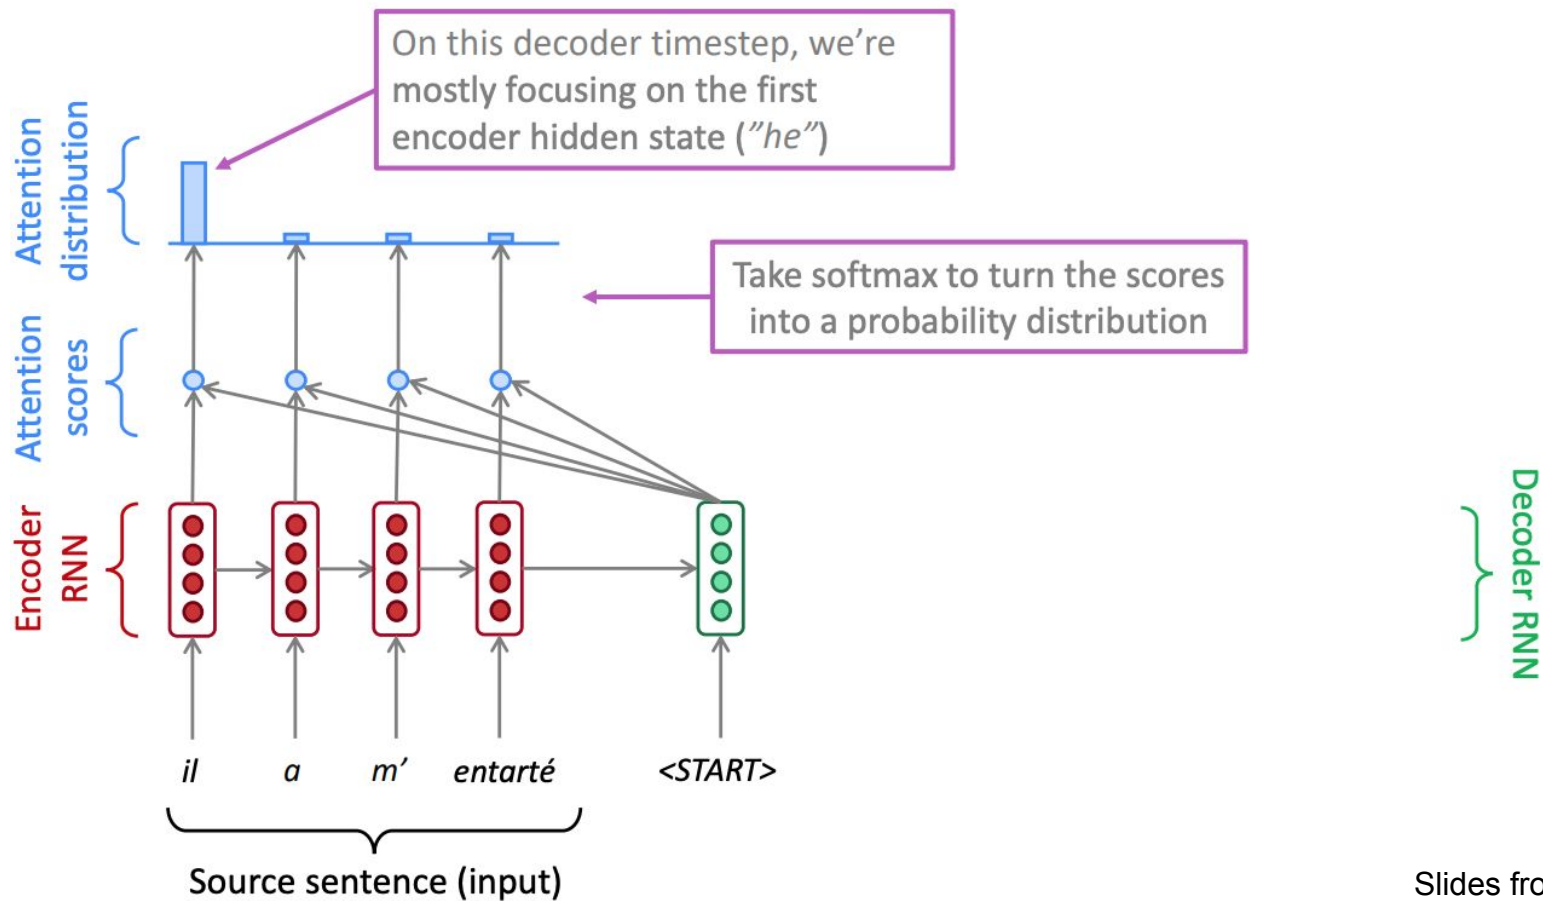 On this decoder timestep, we're
mostly focusing on the first
encoder hidden state ("he")
Attention
distribution
Take softmax to turn the scores
into a probability distribution
Attention
scores
Encoder
RNN
Decoder RNN
il a m' entarté <START>
Source sentence (input)
Slides